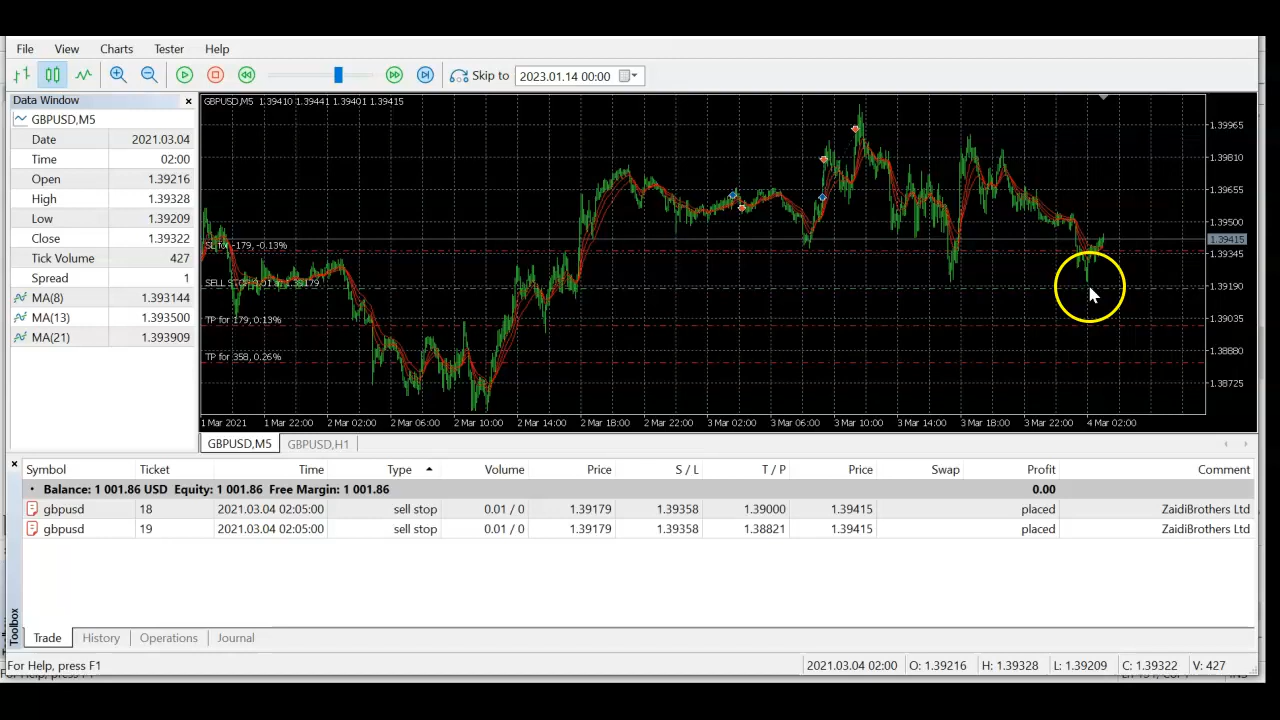 File View Charts Tester Help
Skip to 2023.01.14 00:00
Data Window
GBPUSD,M5
Date 2021.03.04
Time 02:00
Open 1.39216
High 1.39328
Low 1.39209
Close 1.39322
Tick Volume 427
Spread 1
MA(8) 1.393144
MA(13) 1.393500
MA(21) 1.393909
GBPUSD,M5 1.39410 1.39441 1.39401 1.39415
1.39965
1.39810
1.39655
1.39500
1.39415
1.39345
1.39190
1.39035
1.38880
1.38725
SL for -179, -0.13%
SELL STOP 0.01 at 1.39179
TP for 179, 0.13%
TP for 358, 0.26%
1 Mar 2021 1 Mar 22:00 2 Mar 02:00 2 Mar 06:00 2 Mar 10:00 2 Mar 14:00 2 Mar 18:00 2 Mar 22:00 3 Mar 02:00 3 Mar 06:00 3 Mar 10:00 3 Mar 14:00 3 Mar 18:00 3 Mar 22:00 4 Mar 02:00
GBPUSD,M5 GBPUSD,H1
Symbol Ticket Time Type Volume Price S / L T / P Price Swap Profit Comment
Balance: 1 001.86 USD Equity: 1 001.86 Free Margin: 1 001.86 0.00
gbpusd 18 2021.03.04 02:05:00 sell stop 0.01 / 0 1.39179 1.39358 1.39000 1.39415 placed ZaidiBrothers Ltd
gbpusd 19 2021.03.04 02:05:00 sell stop 0.01 / 0 1.39179 1.39358 1.38821 1.39415 placed ZaidiBrothers Ltd
Toolbox
Trade History Operations Journal
For Help, press F1 2021.03.04 02:00 O: 1.39216 H: 1.39328 L: 1.39209 C: 1.39322 V: 427